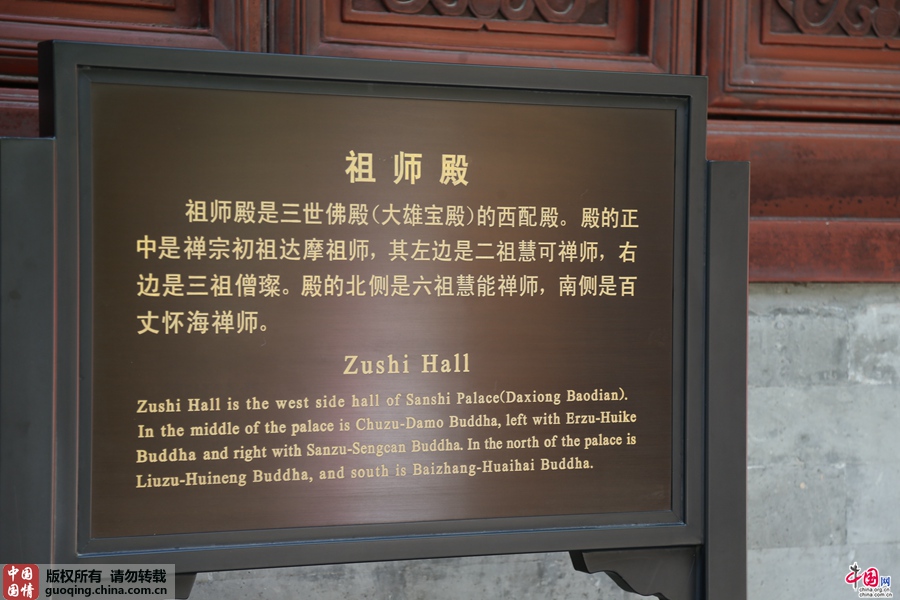 祖师殿
祖师殿是三世佛殿(大雄宝殿)的西配殿。殿的正
中是禅宗初祖达摩祖师,其左边是二祖慧可禅师,右
边是三祖僧璨。殿的北侧是六祖慧能禅师,南侧是百
丈怀海禅师。
Zushi Hall
Zushi Hall is the west side hall of Sanshi Palace(Daxiong Baodian).
In the middle of the palace is Chuzu-Damo Buddha, left with Erzu-Huike
Buddha and right with Sanzu-Sengcan Buddha. In the north of the palace is
Liuzu-Huineng Buddha, and south is Baizhang-Huaihai Buddha.
中国
国情
版权所有 请勿转载
guoqing.china.com.cn
中国网
china.org.cn
china.com.cn